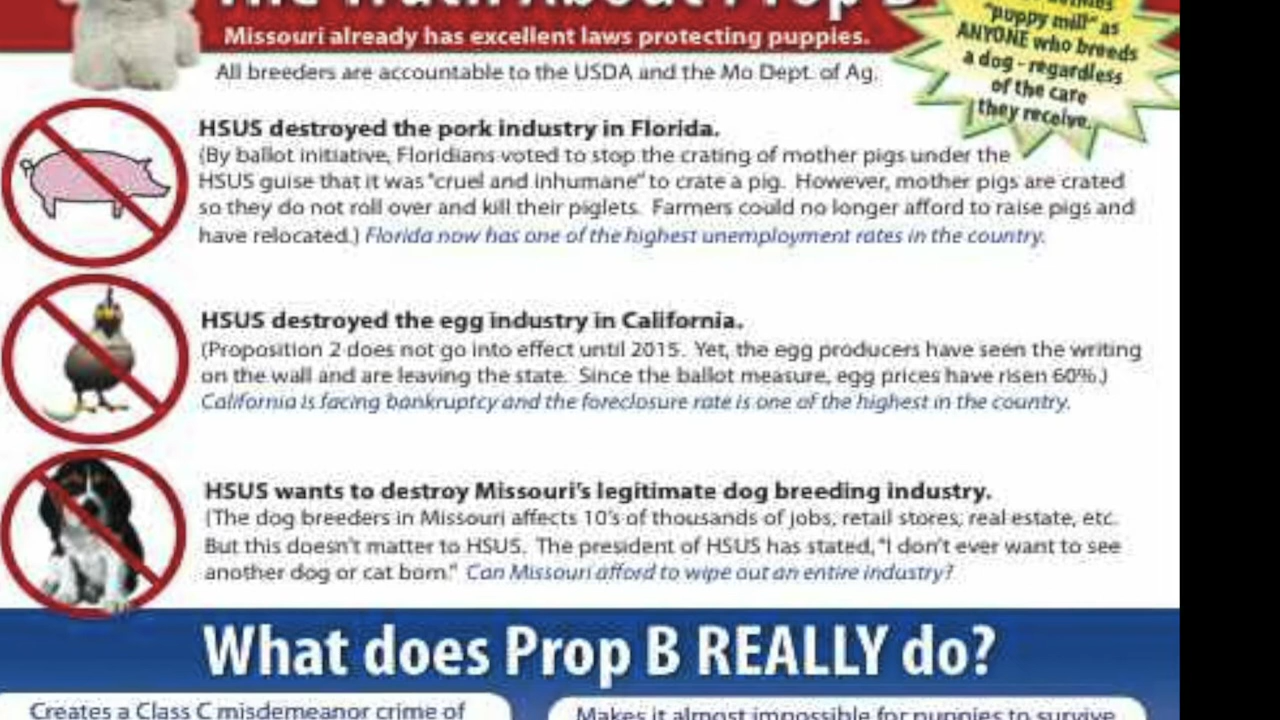 The Truth About Prop B
Missouri already has excellent laws protecting puppies.
All breeders are accountable to the USDA and the Mo Dept. of Ag.
"puppy mill" as
ANYONE who breeds
a dog - regardless
of the care
they receive.
HSUS destroyed the pork industry in Florida.
(By ballot initiative, Floridians voted to stop the crating of mother pigs under the
HSUS guise that it was "cruel and inhumane" to crate a pig. However, mother pigs are crated
so they do not roll over and kill their piglets. Farmers could no longer afford to raise pigs and
have relocated.) Florida now has one of the highest unemployment rates in the country.
HSUS destroyed the egg industry in California.
(Proposition 2 does not go into effect until 2015. Yet, the egg producers have seen the writing
on the wall and are leaving the state. Since the ballot measure, egg prices have risen 60%.)
California is facing bankruptcy and the foreclosure rate is one of the highest in the country.
HSUS wants to destroy Missouri's legitimate dog breeding industry.
(The dog breeders in Missouri affects 10's of thousands of jobs, retail stores, real estate, etc.
But this doesn't matter to HSUS. The president of HSUS has stated, "I don't ever want to see
another dog or cat born." Can Missouri afford to wipe out an entire industry?
What does Prop B REALLY do?
Creates a Class C misdemeanor crime of
Makes it almost impossible for puppies to survive